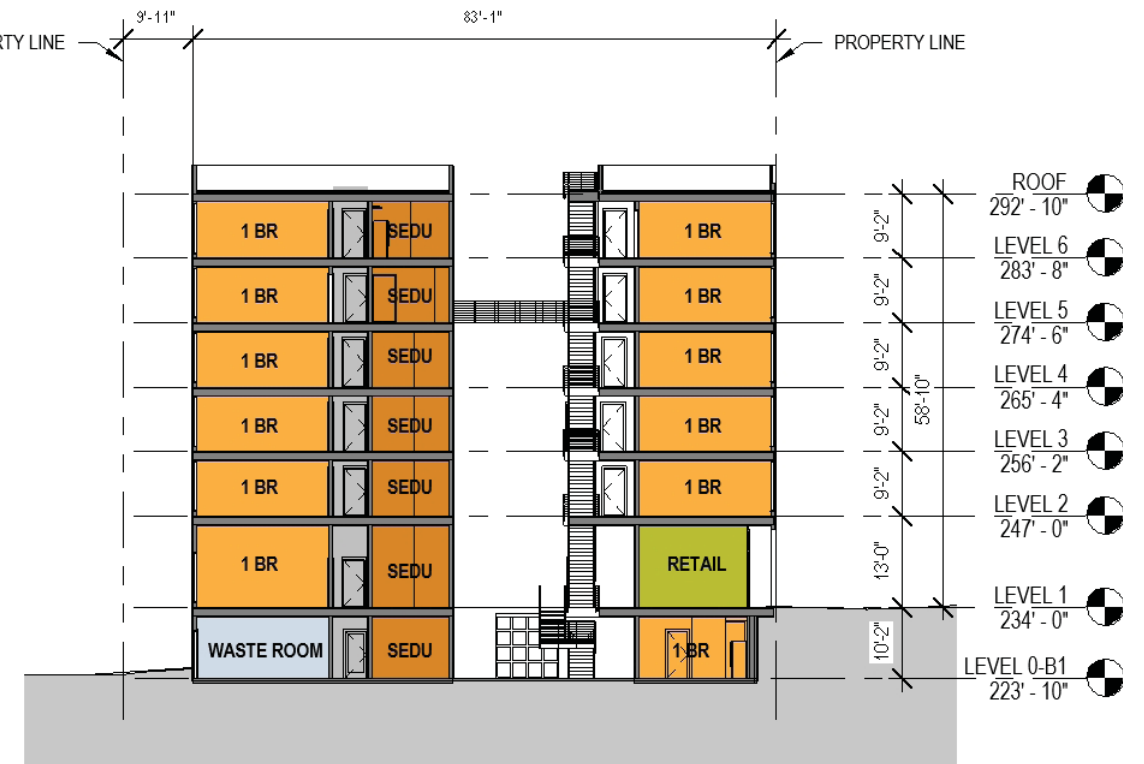 9'-11"
83'-1"
RTY LINE
PROPERTY LINE
ROOF
292' - 10"
1 BR
SEDU
1 BR
9'-2"
LEVEL 6
283' - 8"
1 BR
SEDU
1 BR
9'-2"
LEVEL 5
274' - 6"
1 BR
SEDU
1 BR
9'-2"
LEVEL 4
265' - 4"
58'-10"
1 BR
SEDU
1 BR
9'-2"
LEVEL 3
256' - 2"
1 BR
SEDU
1 BR
9'-2"
LEVEL 2
247' - 0"
1 BR
SEDU
RETAIL
13'-0"
LEVEL 1
234' - 0"
WASTE ROOM
SEDU
1 BR
10'-2"
LEVEL 0-B1
223' - 10"